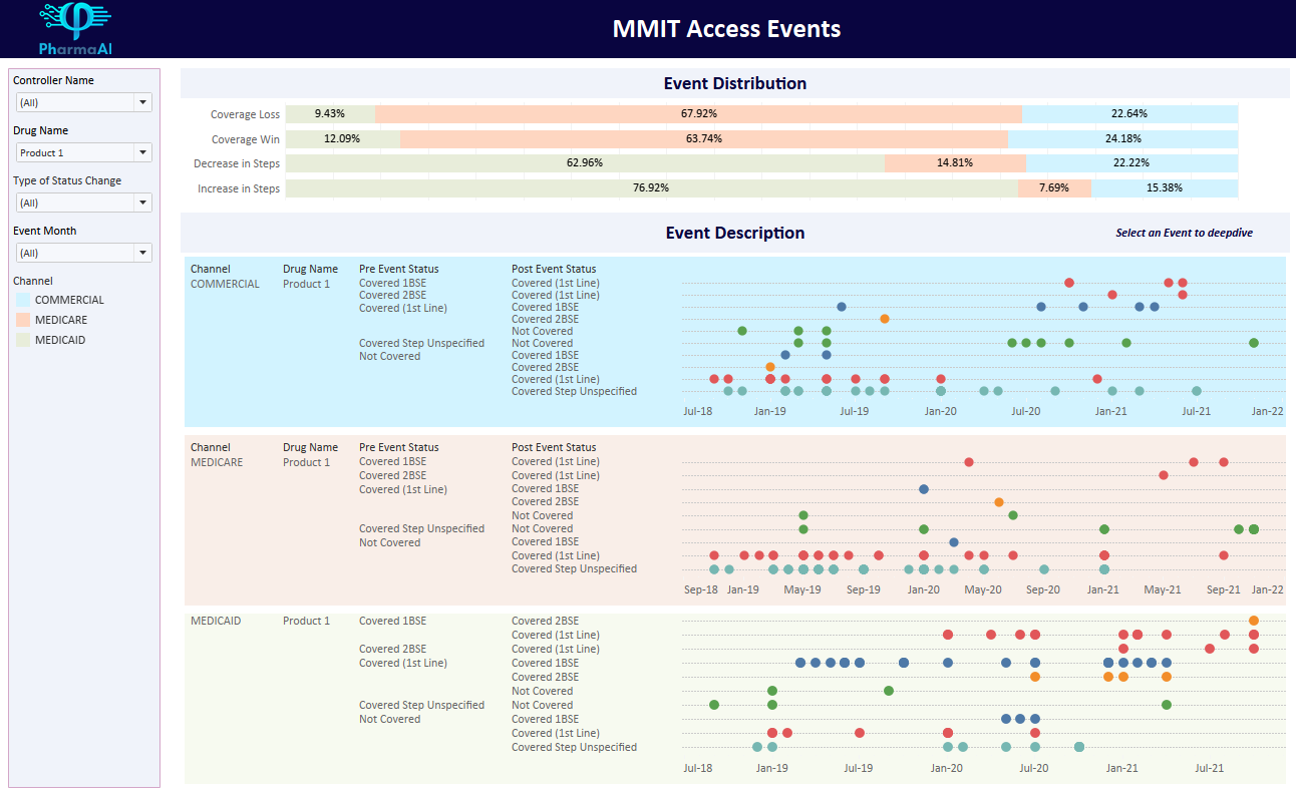 PharmaAI
MMIT Access Events
Controller Name
(All)
Drug Name
Product 1
Type of Status Change
(All)
Event Month
(All)
Channel
COMMERCIAL
MEDICARE
MEDICAID
Event Distribution
Coverage Loss 9.43% 67.92% 22.64%
Coverage Win 12.09% 63.74% 24.18%
Decrease in Steps 62.96% 14.81% 22.22%
Increase in Steps 76.92% 7.69% 15.38%
Event Description
Select an Event to deepdive
Channel Drug Name Pre Event Status Post Event Status
COMMERCIAL Product 1 Covered 1BSE Covered (1st Line)
Covered 2BSE Covered (1st Line)
Covered (1st Line) Covered 1BSE
Covered 2BSE
Not Covered
Covered Step Unspecified Not Covered
Not Covered Covered 1BSE
Covered 2BSE
Covered (1st Line)
Covered Step Unspecified
Jul-18 Jan-19 Jul-19 Jan-20 Jul-20 Jan-21 Jul-21 Jan-22
Channel Drug Name Pre Event Status Post Event Status
MEDICARE Product 1 Covered 1BSE Covered (1st Line)
Covered 2BSE Covered (1st Line)
Covered (1st Line) Covered 1BSE
Covered 2BSE
Not Covered
Covered Step Unspecified Not Covered
Not Covered Covered 1BSE
Covered (1st Line)
Covered Step Unspecified
Sep-18 Jan-19 May-19 Sep-19 Jan-20 May-20 Sep-20 Jan-21 May-21 Sep-21 Jan-22
MEDICAID Product 1 Covered 1BSE Covered 2BSE
Covered (1st Line)
Covered 2BSE Covered (1st Line)
Covered (1st Line) Covered 1BSE
Covered 2BSE
Not Covered
Covered Step Unspecified Not Covered
Not Covered Covered 1BSE
Covered (1st Line)
Covered Step Unspecified
Jul-18 Jan-19 Jul-19 Jan-20 Jul-20 Jan-21 Jul-21